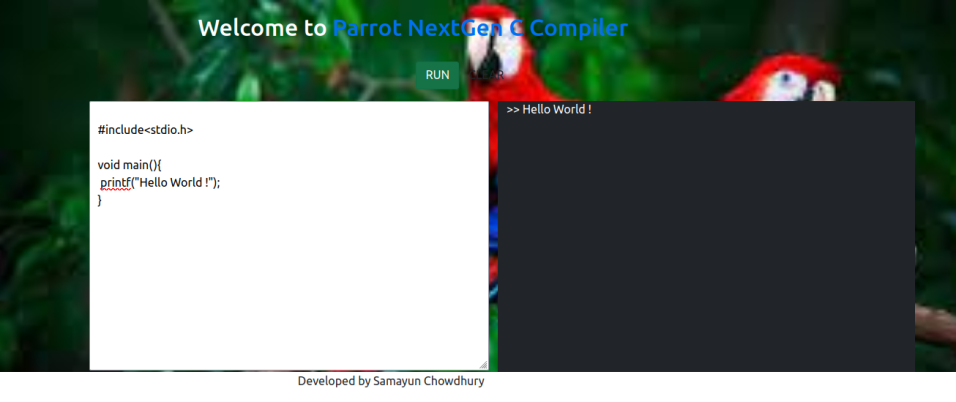 Welcome to Parrot NextGen C Compiler
RUN
#include<stdio.h>
void main(){
printf("Hello World !");
}
>> Hello World !
Developed by Samayun Chowdhury